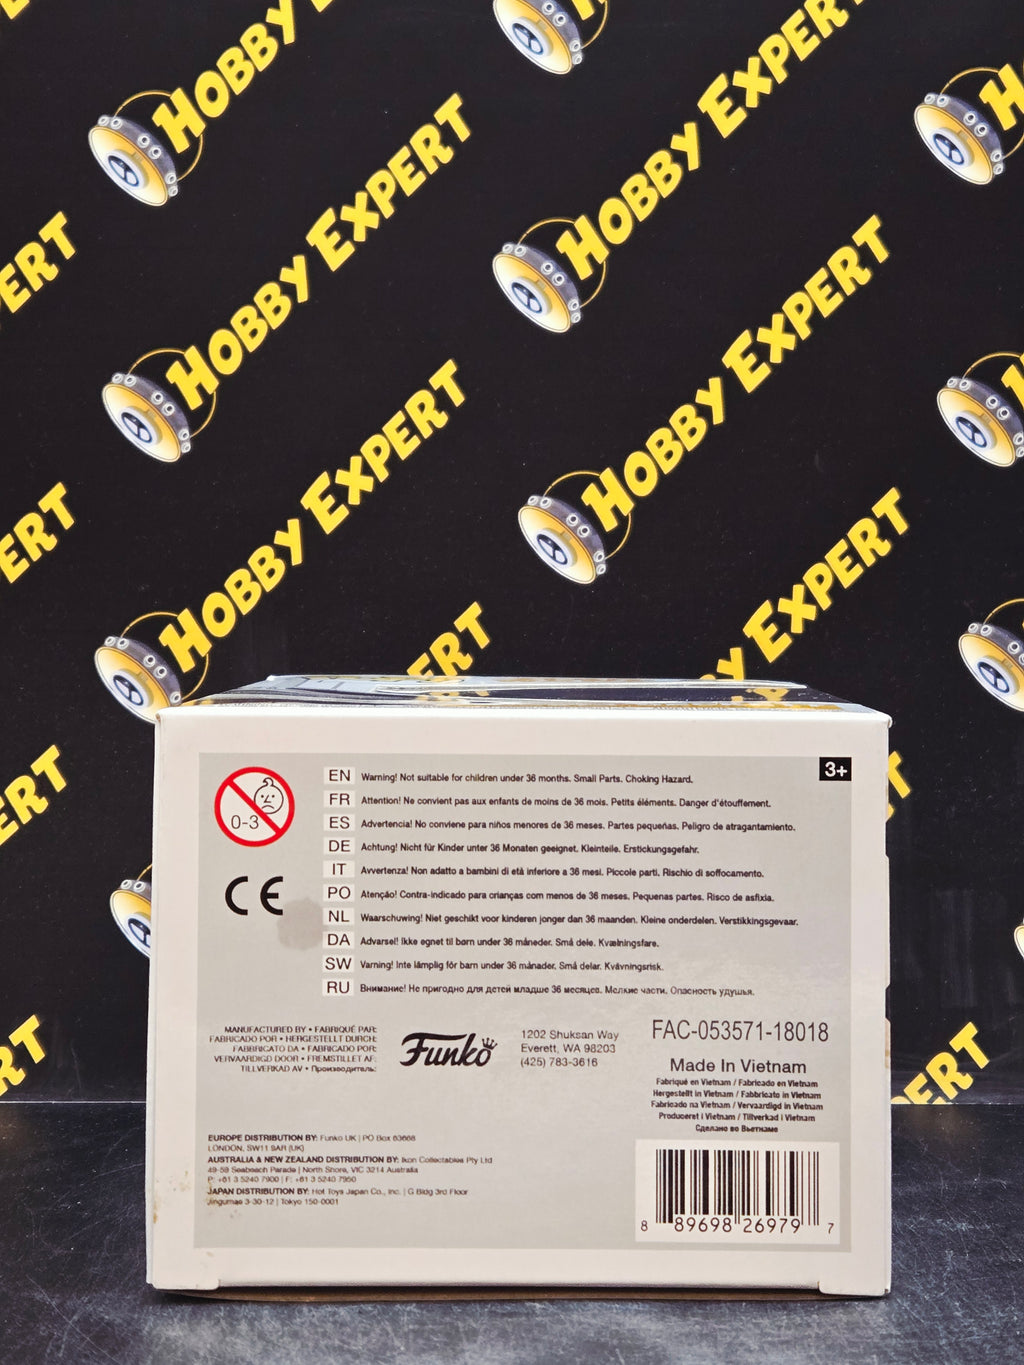 HOBBY EXPERT
HOBBY EXPERT
HOBBY EXPERT
HOBBY EXPERT
HOBBY EXPERT
HOBBY EXPERT
3+
0-3
CE
EN Warning! Not suitable for children under 36 months. Small Parts. Choking Hazard.
FR Attention! Ne convient pas aux enfants de moins de 36 mois. Petits éléments. Danger d'étouffement.
ES Advertencia! No conviene para niños menores de 36 meses. Partes pequeñas. Peligro de atragantamiento.
DE Achtung! Nicht für Kinder unter 36 Monaten geeignet. Kleinteile. Erstickungsgefahr.
IT Avvertenza! Non adatto a bambini di età inferiore a 36 mesi. Piccole parti. Rischio di soffocamento.
PO Atenção! Contra-indicado para crianças com menos de 36 meses. Pequenas partes. Risco de asfixia.
NL Waarschuwing! Niet geschikt voor kinderen jonger dan 36 maanden. Kleine onderdelen. Verstikkingsgevaar.
DA Advarsel! Ikke egnet til barn under 36 måneder. Små dele. Kvælningsfare.
SW Varning! Inte lämplig för barn under 36 månader. Små delar. Kvävningsrisk.
RU Внимание! Не пригодно для детей младше 36 месяцев. Мелкие части. Опасность удушья.
MANUFACTURED BY • FABRIQUÉ PAR:
FABRICADO POR • HERGESTELLT DURCH:
FABBRICATO DA • FABRICADO POR:
VERVAARDIGD DOOR • FREMSTILLET AF:
TILLVERKAD AV • Производитель:
Funko
1202 Shuksan Way
Everett, WA 98203
(425) 783-3616
FAC-053571-18018
Made In Vietnam
Fabriqué en Vietnam / Fabricado en Vietnam
Hergestellt in Vietnam / Fabbricato in Vietnam
Fabricado na Vietnam / Vervaardigd in Vietnam
Produceret i Vietnam / Tillverkad i Vietnam
Сделано во Вьетнаме
EUROPE DISTRIBUTION BY: Funko UK | PO Box 63668
LONDON, SW11 9AR (UK)
AUSTRALIA & NEW ZEALAND DISTRIBUTION BY: Ikon Collectables Pty Ltd
49-59 Seabeach Parade | North Shore, VIC 3214 Australia
P: +61 3 5240 7900 | F: +61 3 5240 7950
JAPAN DISTRIBUTION BY: Hot Toys Japan Co., Inc. | G Bldg 3rd Floor
Jingumae 3-30-12 | Tokyo 150-0001
8 89698 26979 7